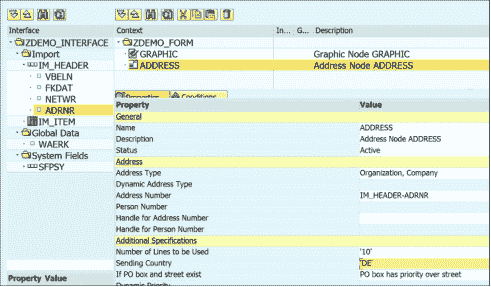 Interface
ZDEMO_INTERFACE
Import
IM_HEADER
VBELN
FKDAT
NETWR
ADRNR
IM_ITEM
Global Data
WAERK
System Fields
SFPSY
Property Value
Context In... G... Description
ZDEMO_FORM
GRAPHIC Graphic Node GRAPHIC
ADDRESS Address Node ADDRESS
Properties Conditions
Property Value
General
Name ADDRESS
Description Address Node ADDRESS
Status Active
Address
Address Type Organization, Company
Dynamic Address Type
Address Number IM_HEADER-ADRNR
Person Number
Handle for Address Number
Handle for Person Number
Additional Specifications
Number of Lines to be Used '10'
Sending Country 'DE'
If PO box and street exist PO box has priority over street
Dynamic Priority